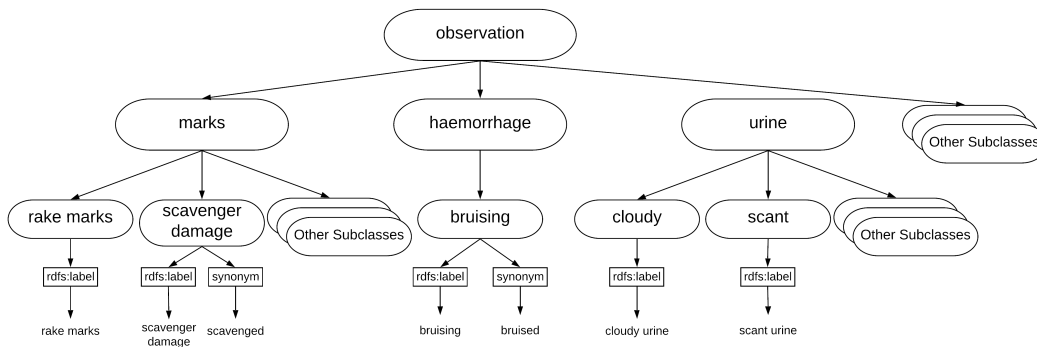 observation
marks
haemorrhage
urine
Other Subclasses
rake marks
scavenger
damage
Other Subclasses
bruising
cloudy
scant
Other Subclasses
rdfs:label
rdfs:label
synonym
rdfs:label
synonym
rdfs:label
rdfs:label
rake marks
scavenger
damage
scavenged
bruising
bruised
cloudy urine
scant urine